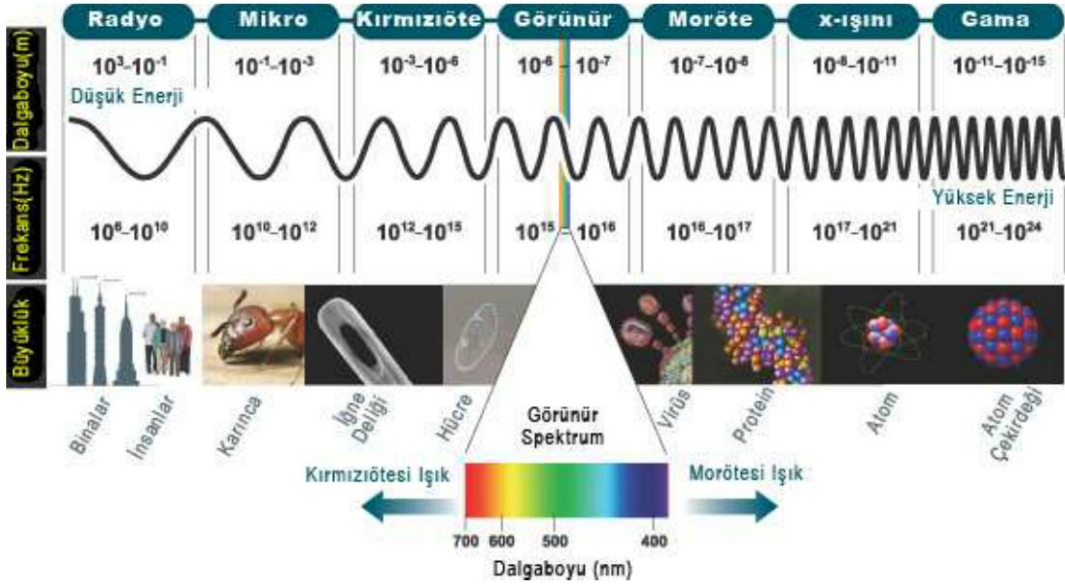 Radyo Mikro Kırmızıöte Görünür Moröte x-ışını Gama
Dalgaboyu(m)
10³–10⁻¹ 10⁻¹–10⁻³ 10⁻³–10⁻⁶ 10⁻⁶ – 10⁻⁷ 10⁻⁷–10⁻⁸ 10⁻⁸–10⁻¹¹ 10⁻¹¹–10⁻¹⁵
Düşük Enerji
Yüksek Enerji
Frekans(Hz)
10⁶–10¹⁰ 10¹⁰–10¹² 10¹²–10¹⁵ 10¹⁵ – 10¹⁶ 10¹⁶–10¹⁷ 10¹⁷–10²¹ 10²¹–10²⁴
Büyüklük
Binalar
İnsanlar
Karınca
İğne
Deliği
Hücre
Virüs
Protein
Atom
Atom
Çekirdeği
Görünür
Spektrum
Kırmızıötesi Işık
Morötesi Işık
700 600 500 400
Dalgaboyu (nm)